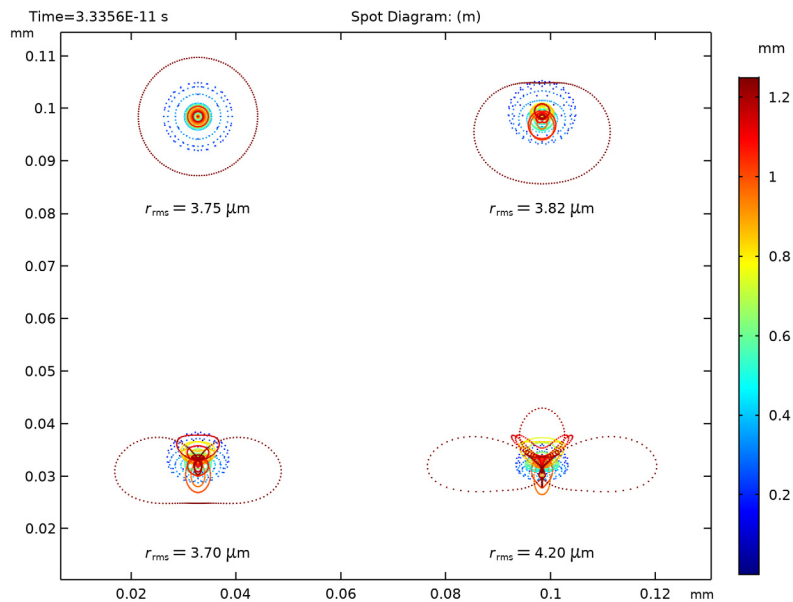 Time=3.3356E-11 s Spot Diagram: (m)
mm
mm
0.11
1.2
0.1
1
0.09
r_rms = 3.75 μm r_rms = 3.82 μm
0.08
0.8
0.07
0.06
0.6
0.05
0.4
0.04
0.03
0.2
0.02
r_rms = 3.70 μm r_rms = 4.20 μm
0.02 0.04 0.06 0.08 0.1 0.12 mm